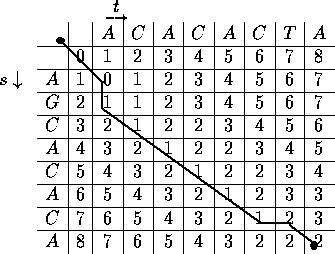 t →
A C A C A C T A
0 1 2 3 4 5 6 7 8
s ↓ A 1 0 1 2 3 4 5 6 7
G 2 1 1 2 3 4 5 6 7
C 3 2 1 2 2 3 4 5 6
A 4 3 2 1 2 2 3 4 5
C 5 4 3 2 1 2 2 3 4
A 6 5 4 3 2 1 2 3 3
C 7 6 5 4 3 2 1 2 3
A 8 7 6 5 4 3 2 2 2